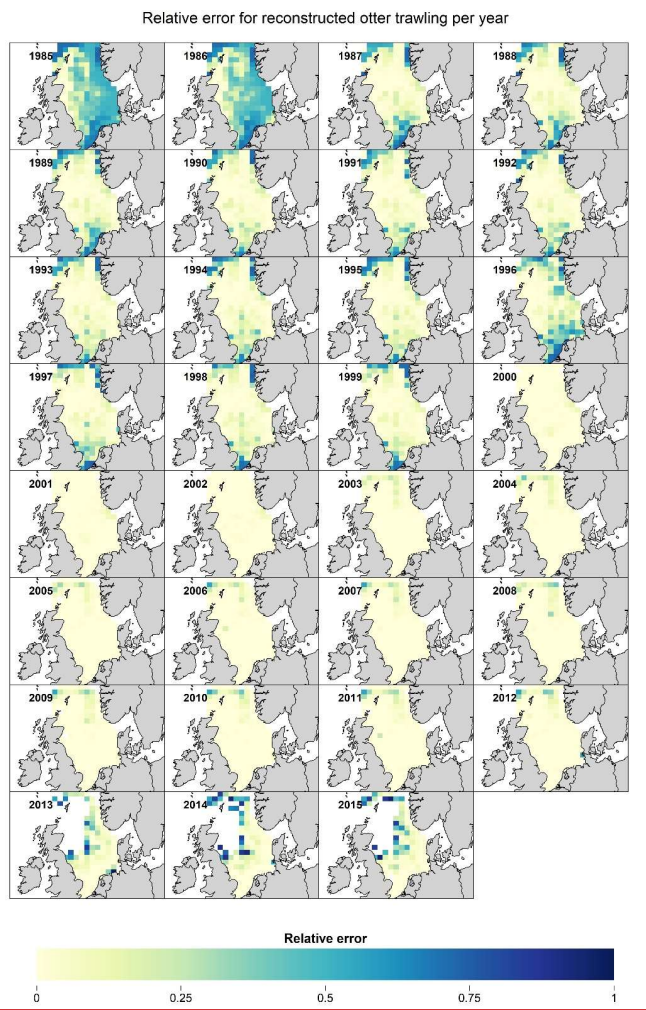 Relative error for reconstructed otter trawling per year
1985 1986 1987 1988
1989 1990 1991 1992
1993 1994 1995 1996
1997 1998 1999 2000
2001 2002 2003 2004
2005 2006 2007 2008
2009 2010 2011 2012
2013 2014 2015
Relative error
0 0.25 0.5 0.75 1